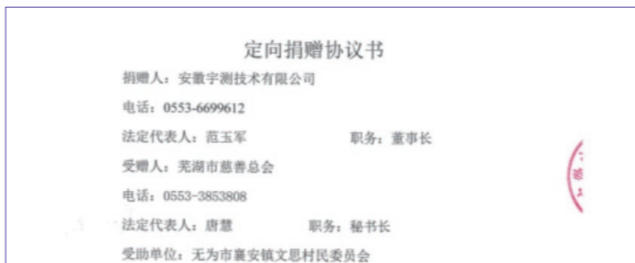 定向捐赠协议书
捐赠人：安徽宇测技术有限公司
电话：0553-6699612
法定代表人：范玉军 职务：董事长
受赠人：芜湖市慈善总会
电话：0553-3853808
法定代表人：唐慧 职务：秘书长
受助单位：无为市襄安镇文思村民委员会